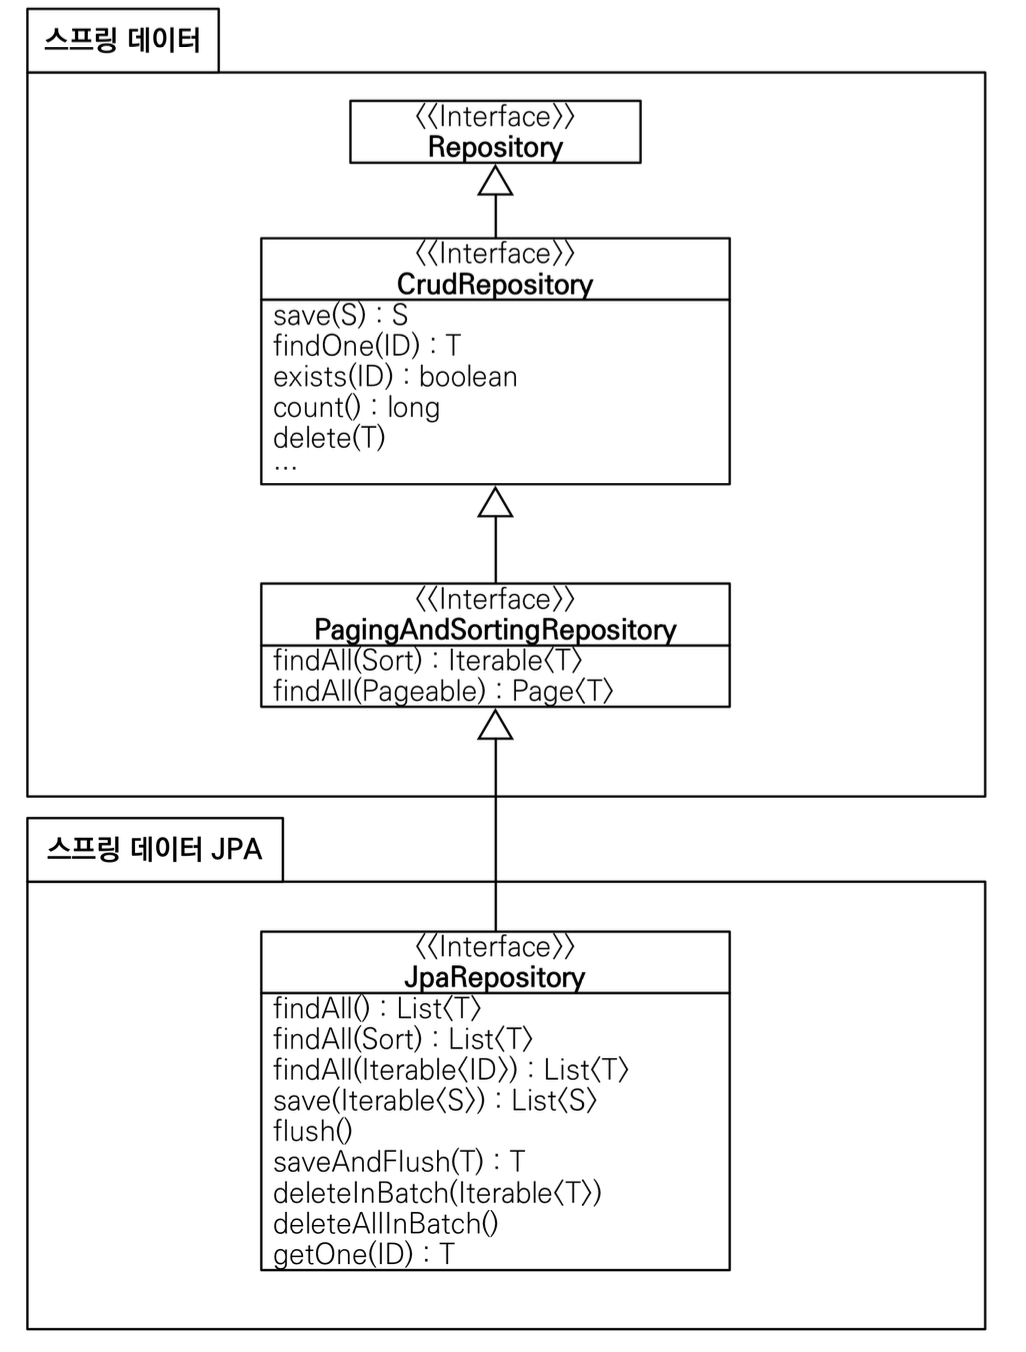 스프링 데이터
〈〈Interface〉〉
Repository
〈〈Interface〉〉
CrudRepository
save(S) : S
findOne(ID) : T
exists(ID) : boolean
count() : long
delete(T)
...
〈〈Interface〉〉
PagingAndSortingRepository
findAll(Sort) : Iterable〈T〉
findAll(Pageable) : Page〈T〉
스프링 데이터 JPA
〈〈Interface〉〉
JpaRepository
findAll() : List〈T〉
findAll(Sort) : List〈T〉
findAll(Iterable〈ID〉) : List〈T〉
save(Iterable〈S〉) : List〈S〉
flush()
saveAndFlush(T) : T
deleteInBatch(Iterable〈T〉)
deleteAllInBatch()
getOne(ID) : T